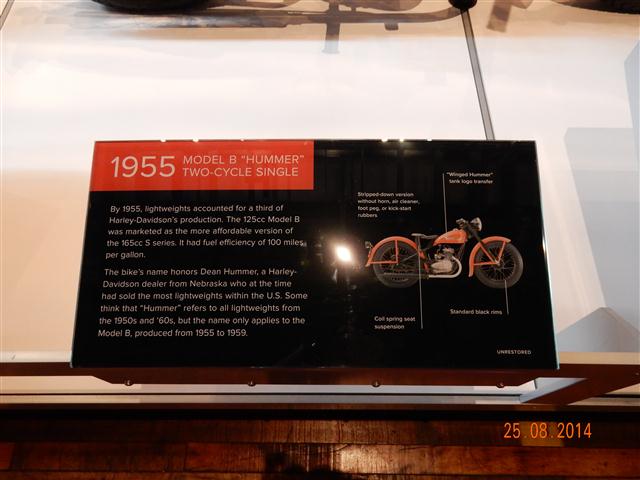 1955 MODEL B "HUMMER"
TWO-CYCLE SINGLE
By 1955, lightweights accounted for a third of
Harley-Davidson's production. The 125cc Model B
was marketed as the more affordable version of
the 165cc S series. It had fuel efficiency of 100 miles
per gallon.
The bike's name honors Dean Hummer, a Harley-
Davidson dealer from Nebraska who at the time
had sold the most lightweights within the U.S. Some
think that "Hummer" refers to all lightweights from
the 1950s and '60s, but the name only applies to the
Model B, produced from 1955 to 1959.
"Winged Hummer"
tank logo transfer
Stripped-down version
without horn, air cleaner,
foot peg, or kick-start
rubbers
Coil spring seat
suspension
Standard black rims
UNRESTORED
25.08.2014